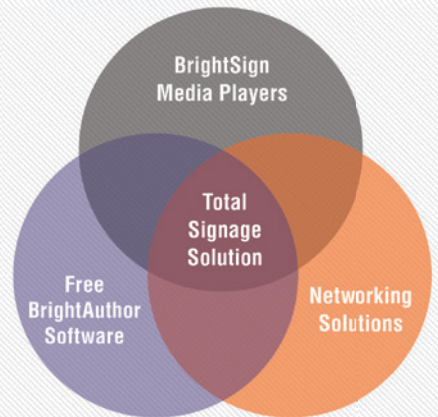 BrightSign
Media Players
Total
Signage
Solution
Free
BrightAuthor
Software
Networking
Solutions